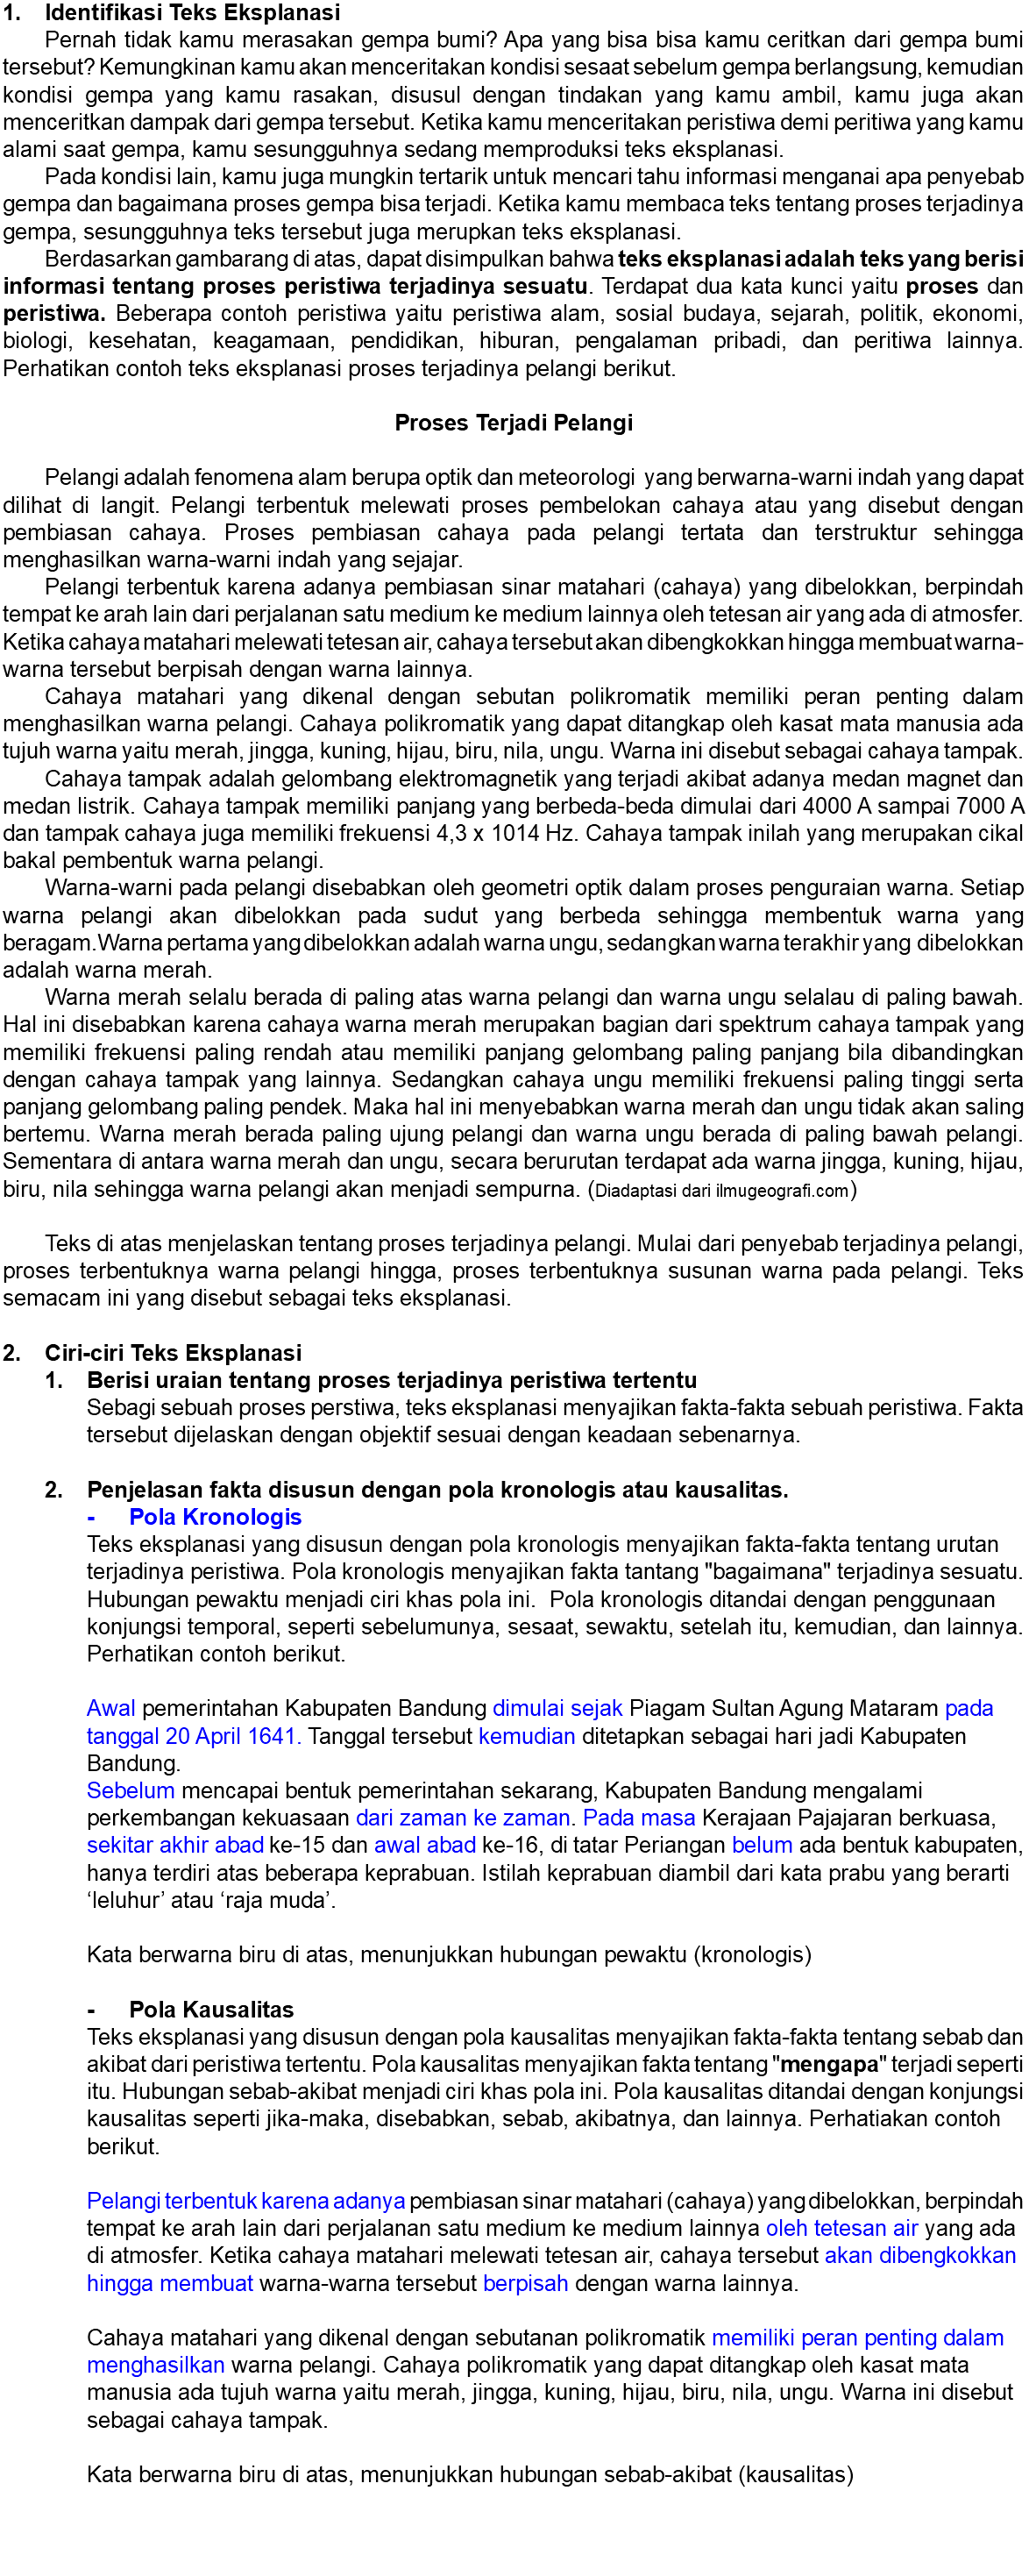 1. Identifikasi Teks Eksplanasi
Pernah tidak kamu merasakan gempa bumi? Apa yang bisa bisa kamu ceritkan dari gempa bumi
tersebut? Kemungkinan kamu akan menceritakan kondisi sesaat sebelum gempa berlangsung, kemudian
kondisi gempa yang kamu rasakan, disusul dengan tindakan yang kamu ambil, kamu juga akan
menceritkan dampak dari gempa tersebut. Ketika kamu menceritakan peristiwa demi peritiwa yang kamu
alami saat gempa, kamu sesungguhnya sedang memproduksi teks eksplanasi.
Pada kondisi lain, kamu juga mungkin tertarik untuk mencari tahu informasi mengenai apa penyebab
gempa dan bagaimana proses gempa bisa terjadi. Ketika kamu membaca teks tentang proses terjadinya
gempa, sesungguhnya teks tersebut juga merupkan teks eksplanasi.
Berdasarkan gambarang di atas, dapat disimpulkan bahwa teks eksplanasi adalah teks yang berisi
informasi tentang proses peristiwa terjadinya sesuatu. Terdapat dua kata kunci yaitu proses dan
peristiwa. Beberapa contoh peristiwa yaitu peristiwa alam, sosial budaya, sejarah, politik, ekonomi,
biologi, kesehatan, keagamaan, pendidikan, hiburan, pengalaman pribadi, dan peritiwa lainnya.
Perhatikan contoh teks eksplanasi proses terjadinya pelangi berikut.
Proses Terjadi Pelangi
Pelangi adalah fenomena alam berupa optik dan meteorologi yang berwarna-warni indah yang dapat
dilihat di langit. Pelangi terbentuk melewati proses pembelokan cahaya atau yang disebut dengan
pembiasan cahaya. Proses pembiasan cahaya pada pelangi tertata dan terstruktur sehingga
menghasilkan warna-warni indah yang sejajar.
Pelangi terbentuk karena adanya pembiasan sinar matahari (cahaya) yang dibelokkan, berpindah
tempat ke arah lain dari perjalanan satu medium ke medium lainnya oleh tetesan air yang ada di atmosfer.
Ketika cahaya matahari melewati tetesan air, cahaya tersebut akan dibengkokkan hingga membuat warna-
warna tersebut berpisah dengan warna lainnya.
Cahaya matahari yang dikenal dengan sebutan polikromatik memiliki peran penting dalam
menghasilkan warna pelangi. Cahaya polikromatik yang dapat ditangkap oleh kasat mata manusia ada
tujuh warna yaitu merah, jingga, kuning, hijau, biru, nila, ungu. Warna ini disebut sebagai cahaya tampak.
Cahaya tampak adalah gelombang elektromagnetik yang terjadi akibat adanya medan magnet dan
medan listrik. Cahaya tampak memiliki panjang yang berbeda-beda dimulai dari 4000 A sampai 7000 A
dan tampak cahaya juga memiliki frekuensi 4,3 x 1014 Hz. Cahaya tampak inilah yang merupakan cikal
bakal pembentuk warna pelangi.
Warna-warni pada pelangi disebabkan oleh geometri optik dalam proses penguraian warna. Setiap
warna pelangi akan dibelokkan pada sudut yang berbeda sehingga membentuk warna yang
beragam.Warna pertama yang dibelokkan adalah warna ungu, sedangkan warna terakhir yang dibelokkan
adalah warna merah.
Warna merah selalu berada di paling atas warna pelangi dan warna ungu selalau di paling bawah.
Hal ini disebabkan karena cahaya warna merah merupakan bagian dari spektrum cahaya tampak yang
memiliki frekuensi paling rendah atau memiliki panjang gelombang paling panjang bila dibandingkan
dengan cahaya tampak yang lainnya. Sedangkan cahaya ungu memiliki frekuensi paling tinggi serta
panjang gelombang paling pendek. Maka hal ini menyebabkan warna merah dan ungu tidak akan saling
bertemu. Warna merah berada paling ujung pelangi dan warna ungu berada di paling bawah pelangi.
Sementara di antara warna merah dan ungu, secara berurutan terdapat ada warna jingga, kuning, hijau,
biru, nila sehingga warna pelangi akan menjadi sempurna. (Diadaptasi dari ilmugeografi.com)
Teks di atas menjelaskan tentang proses terjadinya pelangi. Mulai dari penyebab terjadinya pelangi,
proses terbentuknya warna pelangi hingga, proses terbentuknya susunan warna pada pelangi. Teks
semacam ini yang disebut sebagai teks eksplanasi.
2. Ciri-ciri Teks Eksplanasi
1. Berisi uraian tentang proses terjadinya peristiwa tertentu
Sebagi sebuah proses perstiwa, teks eksplanasi menyajikan fakta-fakta sebuah peristiwa. Fakta
tersebut dijelaskan dengan objektif sesuai dengan keadaan sebenarnya.
2. Penjelasan fakta disusun dengan pola kronologis atau kausalitas.
- Pola Kronologis
Teks eksplanasi yang disusun dengan pola kronologis menyajikan fakta-fakta tentang urutan
terjadinya peristiwa. Pola kronologis menyajikan fakta tantang "bagaimana" terjadinya sesuatu.
Hubungan pewaktu menjadi ciri khas pola ini. Pola kronologis ditandai dengan penggunaan
konjungsi temporal, seperti sebelumunya, sesaat, sewaktu, setelah itu, kemudian, dan lainnya.
Perhatikan contoh berikut.
Awal pemerintahan Kabupaten Bandung dimulai sejak Piagam Sultan Agung Mataram pada
tanggal 20 April 1641. Tanggal tersebut kemudian ditetapkan sebagai hari jadi Kabupaten
Bandung.
Sebelum mencapai bentuk pemerintahan sekarang, Kabupaten Bandung mengalami
perkembangan kekuasaan dari zaman ke zaman. Pada masa Kerajaan Pajajaran berkuasa,
sekitar akhir abad ke-15 dan awal abad ke-16, di tatar Periangan belum ada bentuk kabupaten,
hanya terdiri atas beberapa keprabuan. Istilah keprabuan diambil dari kata prabu yang berarti
‘leluhur’ atau ‘raja muda’.
Kata berwarna biru di atas, menunjukkan hubungan pewaktu (kronologis)
- Pola Kausalitas
Teks eksplanasi yang disusun dengan pola kausalitas menyajikan fakta-fakta tentang sebab dan
akibat dari peristiwa tertentu. Pola kausalitas menyajikan fakta tentang "mengapa" terjadi seperti
itu. Hubungan sebab-akibat menjadi ciri khas pola ini. Pola kausalitas ditandai dengan konjungsi
kausalitas seperti jika-maka, disebabkan, sebab, akibatnya, dan lainnya. Perhatiakan contoh
berikut.
Pelangi terbentuk karena adanya pembiasan sinar matahari (cahaya) yang dibelokkan, berpindah
tempat ke arah lain dari perjalanan satu medium ke medium lainnya oleh tetesan air yang ada
di atmosfer. Ketika cahaya matahari melewati tetesan air, cahaya tersebut akan dibengkokkan
hingga membuat warna-warna tersebut berpisah dengan warna lainnya.
Cahaya matahari yang dikenal dengan sebutanan polikromatik memiliki peran penting dalam
menghasilkan warna pelangi. Cahaya polikromatik yang dapat ditangkap oleh kasat mata
manusia ada tujuh warna yaitu merah, jingga, kuning, hijau, biru, nila, ungu. Warna ini disebut
sebagai cahaya tampak.
Kata berwarna biru di atas, menunjukkan hubungan sebab-akibat (kausalitas)